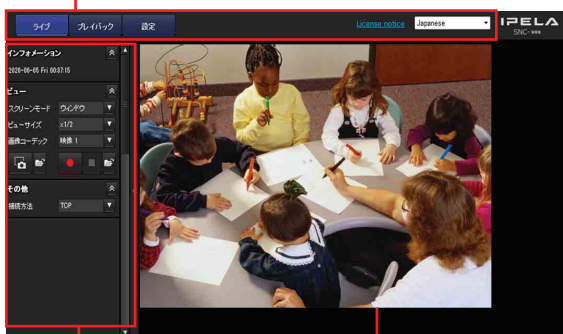 ライブ プレイバック 設定 License notice Japanese IPELA
SNC-
インフォメーション
2026-06-05 Fri 00:37:15
ビュー
スクリーンモード ウィンドウ
ビューサイズ x1/2
画像コーデック 映像 1
その他
接続方法 TCP